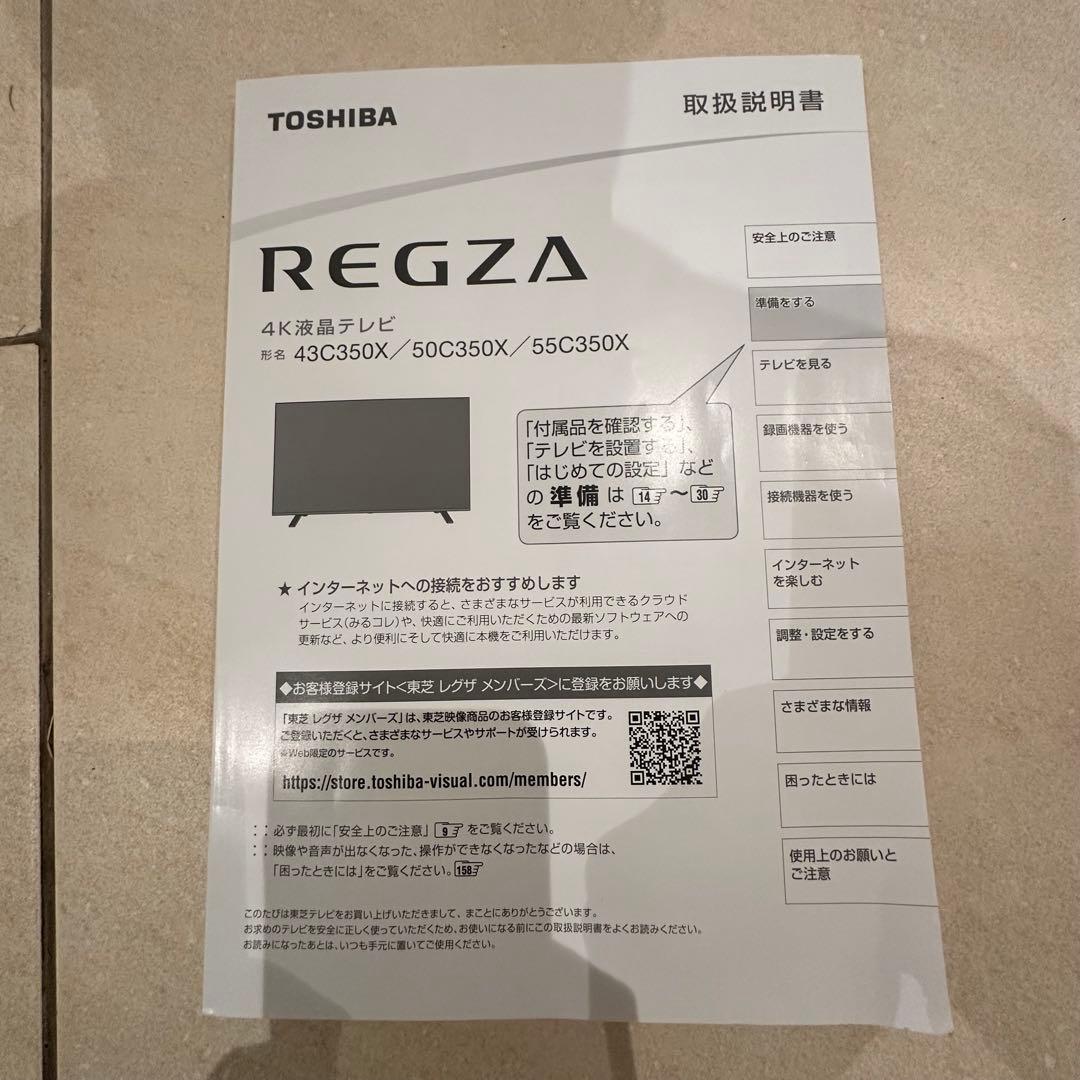 TOSHIBA
取扱説明書
REGZA
4K液晶テレビ
形名 43C350X／50C350X／55C350X
「付属品を確認する」、
「テレビを設置する」、
「はじめての設定」など
の 準備 は 14 ～ 30
をご覧ください。
安全上のご注意
準備をする
テレビを見る
録画機器を使う
接続機器を使う
インターネット
を楽しむ
調整・設定をする
さまざまな情報
困ったときには
使用上のお願いと
ご注意
★ インターネットへの接続をおすすめします
インターネットに接続すると、さまざまなサービスが利用できるクラウド
サービス（みるコレ）や、快適にご利用いただくための最新ソフトウェアへの
更新など、より便利にそして快適に本機をご利用いただけます。
◆お客様登録サイト<東芝 レグザ メンバーズ>に登録をお願いします◆
「東芝 レグザ メンバーズ」は、東芝映像商品のお客様登録サイトです。
ご登録いただくと、さまざまなサービスやサポートが受けられます。
※Web限定のサービスです。
https://store.toshiba-visual.com/members/
：：必ず最初に「安全上のご注意」 9 をご覧ください。
：：映像や音声が出なくなった、操作ができなくなったなどの場合は、
「困ったときには」をご覧ください。158
このたびは東芝テレビをお買い上げいただきまして、まことにありがとうございます。
お求めのテレビを安全に正しく使っていただくため、お使いになる前にこの取扱説明書をよくお読みください。
お読みになったあとは、いつも手元に置いてご使用ください。